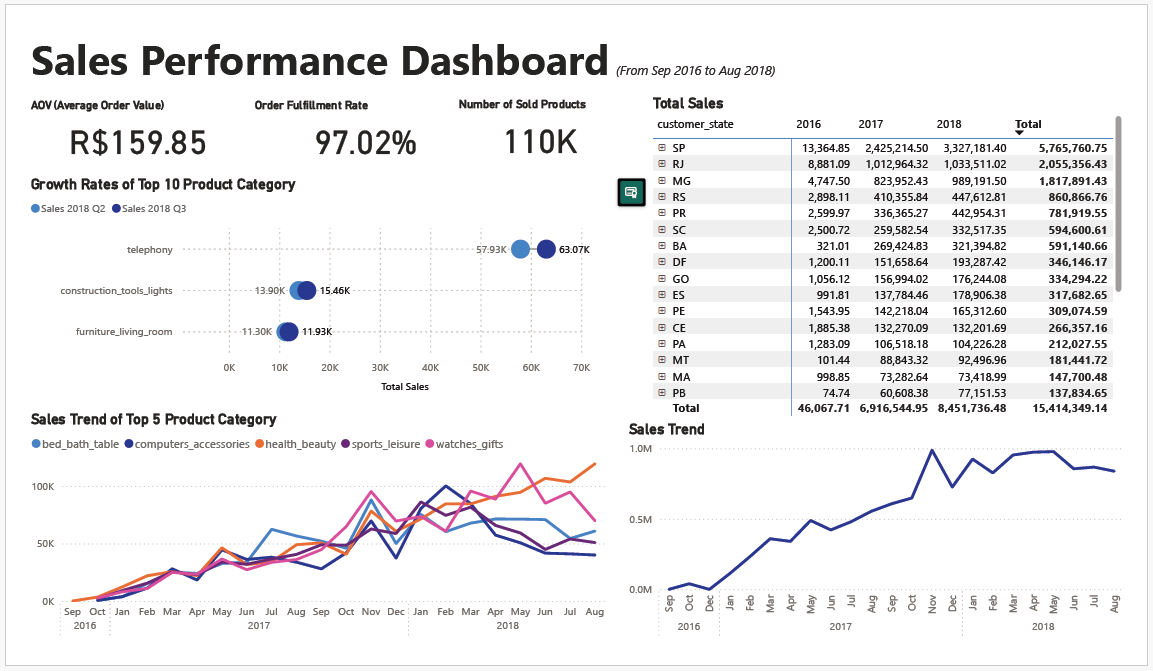 Sales Performance Dashboard (From Sep 2016 to Aug 2018)
AOV (Average Order Value)
R$159.85
Order Fulfillment Rate
97.02%
Number of Sold Products
110K
Growth Rates of Top 10 Product Category
Sales 2018 Q2 Sales 2018 Q3
telephony 57.93K 63.07K
construction_tools_lights 13.90K 15.46K
furniture_living_room 11.30K 11.93K
0K 10K 20K 30K 40K 50K 60K 70K
Total Sales
Total Sales
customer_state 2016 2017 2018 Total
SP 13,364.85 2,425,214.50 3,327,181.40 5,765,760.75
RJ 8,881.09 1,012,964.32 1,033,511.02 2,055,356.43
MG 4,747.50 823,952.43 989,191.50 1,817,891.43
RS 2,898.11 410,355.84 447,612.81 860,866.76
PR 2,599.97 336,365.27 442,954.31 781,919.55
SC 2,500.72 259,582.54 332,517.35 594,600.61
BA 321.01 269,424.83 321,394.82 591,140.66
DF 1,200.11 151,658.64 193,287.42 346,146.17
GO 1,056.12 156,994.02 176,244.08 334,294.22
ES 991.81 137,784.46 178,906.38 317,682.65
PE 1,543.95 142,218.04 165,312.60 309,074.59
CE 1,885.38 132,270.09 132,201.69 266,357.16
PA 1,283.09 106,518.18 104,226.28 212,027.55
MT 101.44 88,843.32 92,496.96 181,441.72
MA 998.85 73,282.64 73,418.99 147,700.48
PB 74.74 60,608.38 77,151.53 137,834.65
Total 46,067.71 6,916,544.95 8,451,736.48 15,414,349.14
Sales Trend of Top 5 Product Category
bed_bath_table computers_accessories health_beauty sports_leisure watches_gifts
100K
50K
0K
Sep Oct Jan Feb Mar Apr May Jun Jul Aug Sep Oct Nov Dec Jan Feb Mar Apr May Jun Jul Aug
2016 2017 2018
Sales Trend
1.0M
0.5M
0.0M
Sep Oct Dec Jan Feb Mar Apr May Jun Jul Aug Sep Oct Nov Dec Jan Feb Mar Apr May Jun Jul Aug
2016 2017 2018